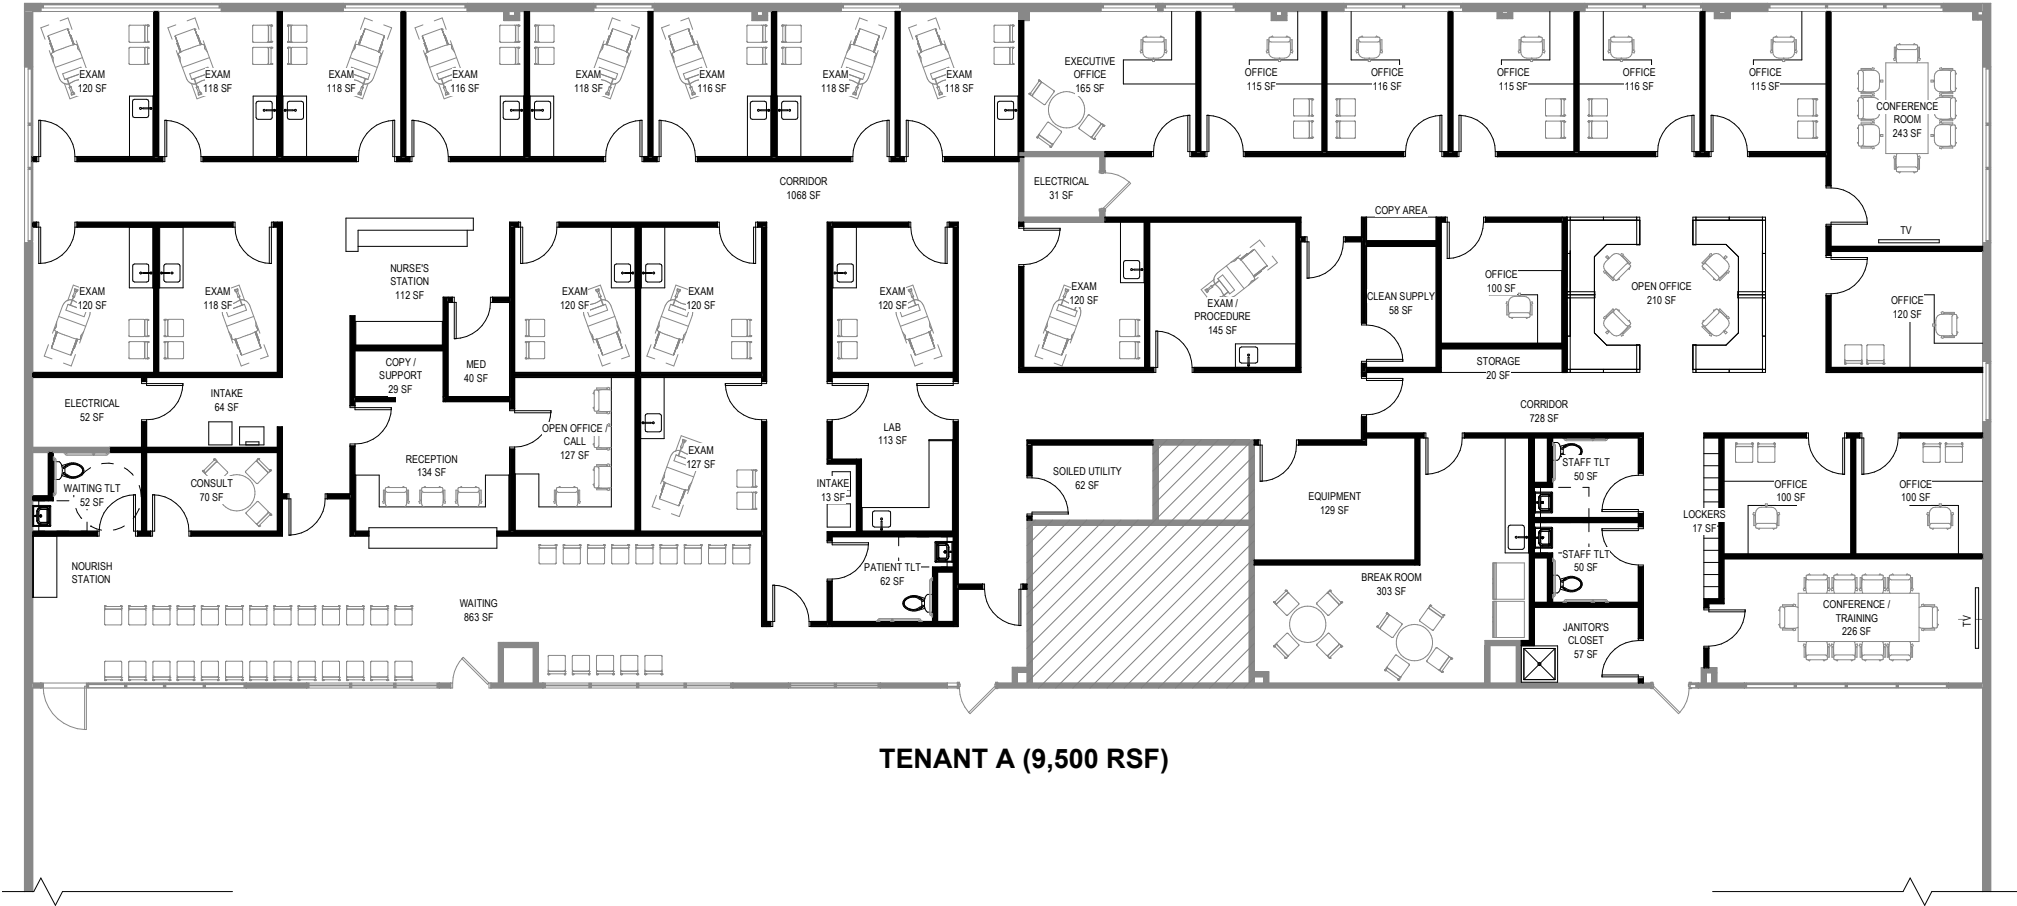 EXAM
120 SF
EXAM
118 SF
EXAM
118 SF
EXAM
116 SF
EXAM
118 SF
EXAM
116 SF
EXAM
118 SF
EXAM
118 SF
EXECUTIVE
OFFICE
165 SF
OFFICE
115 SF
OFFICE
116 SF
OFFICE
115 SF
OFFICE
116 SF
OFFICE
115 SF
CONFERENCE
ROOM
243 SF
TV
CORRIDOR
1068 SF
ELECTRICAL
31 SF
COPY AREA
EXAM
120 SF
EXAM
118 SF
NURSE'S
STATION
112 SF
EXAM
120 SF
EXAM
120 SF
EXAM
120 SF
EXAM
120 SF
EXAM /
PROCEDURE
145 SF
CLEAN SUPPLY
58 SF
OFFICE
100 SF
OPEN OFFICE
210 SF
OFFICE
120 SF
COPY /
SUPPORT
29 SF
MED
40 SF
STORAGE
20 SF
ELECTRICAL
52 SF
INTAKE
64 SF
OPEN OFFICE /
CALL
127 SF
EXAM
127 SF
LAB
113 SF
CORRIDOR
728 SF
WAITING TLT
52 SF
CONSULT
70 SF
RECEPTION
134 SF
INTAKE
13 SF
SOILED UTILITY
62 SF
EQUIPMENT
129 SF
STAFF TLT
50 SF
LOCKERS
17 SF
OFFICE
100 SF
OFFICE
100 SF
NOURISH
STATION
WAITING
863 SF
PATIENT TLT
62 SF
BREAK ROOM
303 SF
STAFF TLT
50 SF
JANITOR'S
CLOSET
57 SF
CONFERENCE /
TRAINING
226 SF
TV
TENANT A (9,500 RSF)